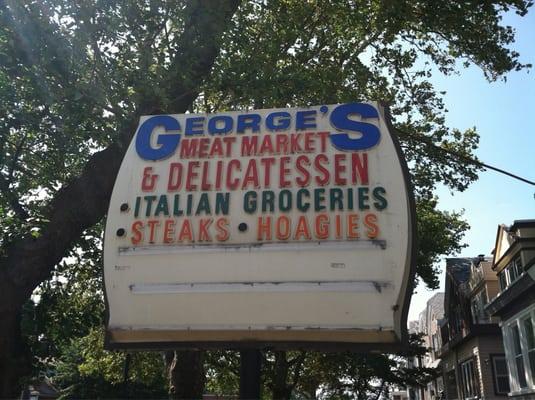 GEORGE'S
MEAT MARKET
& DELICATESSEN
• ITALIAN GROCERIES
• STEAKS • HOAGIES